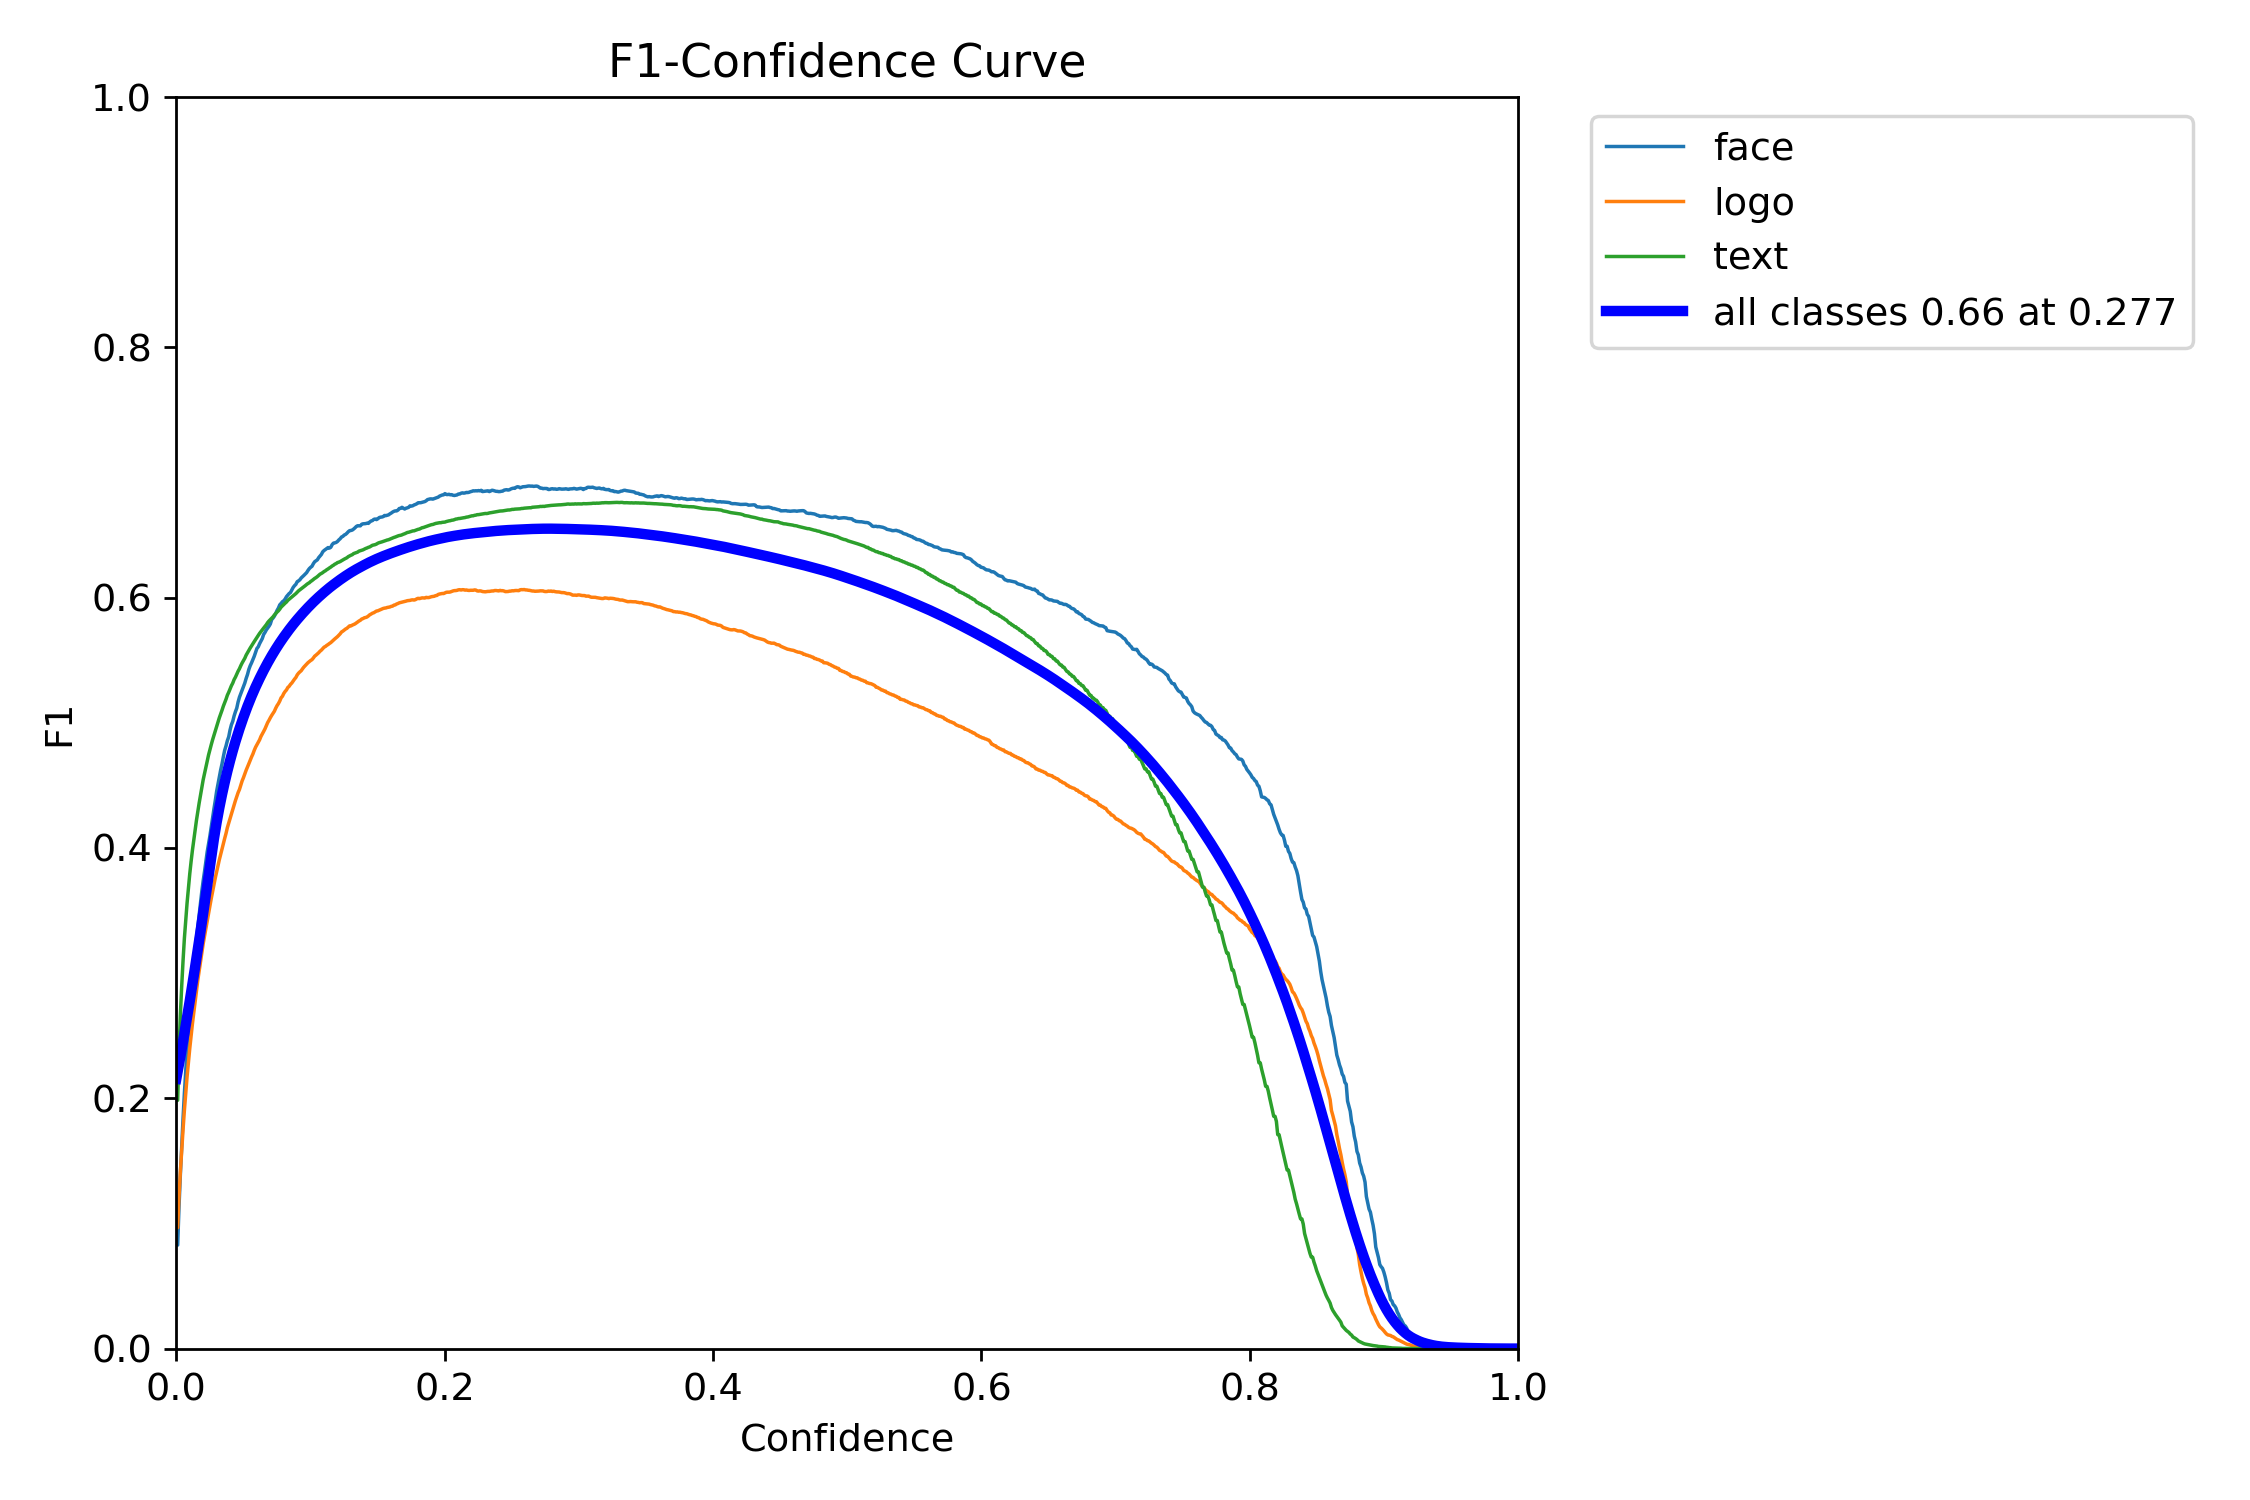 F1-Confidence Curve
1.0
0.8
0.6
0.4
0.2
0.0
F1
0.0 0.2 0.4 0.6 0.8 1.0
Confidence
face
logo
text
all classes 0.66 at 0.277